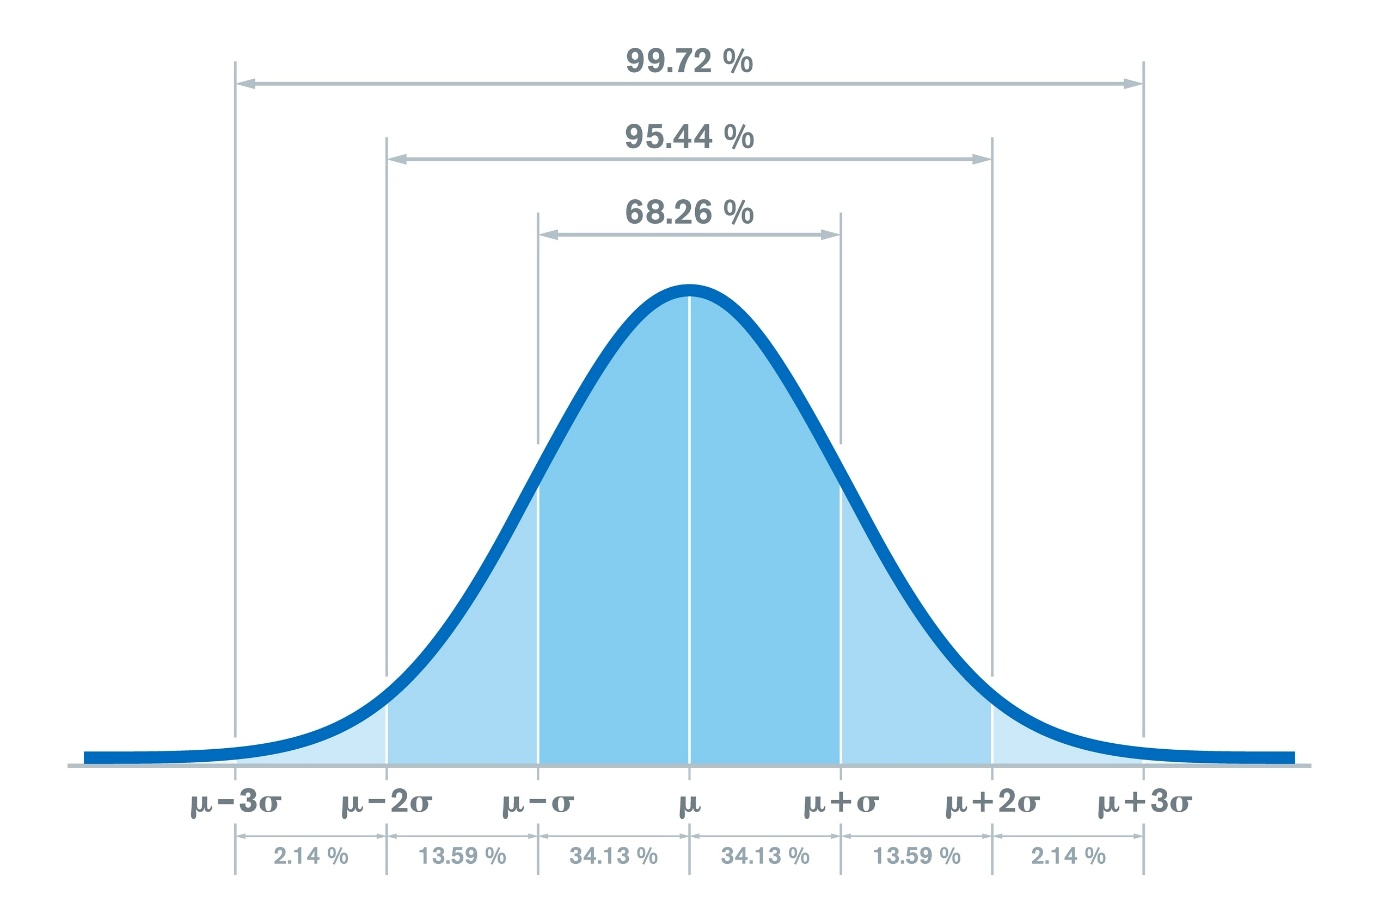 99.72 %
95.44 %
68.26 %
μ−3σ μ−2σ μ−σ μ μ+σ μ+2σ μ+3σ
2.14 % 13.59 % 34.13 % 34.13 % 13.59 % 2.14 %